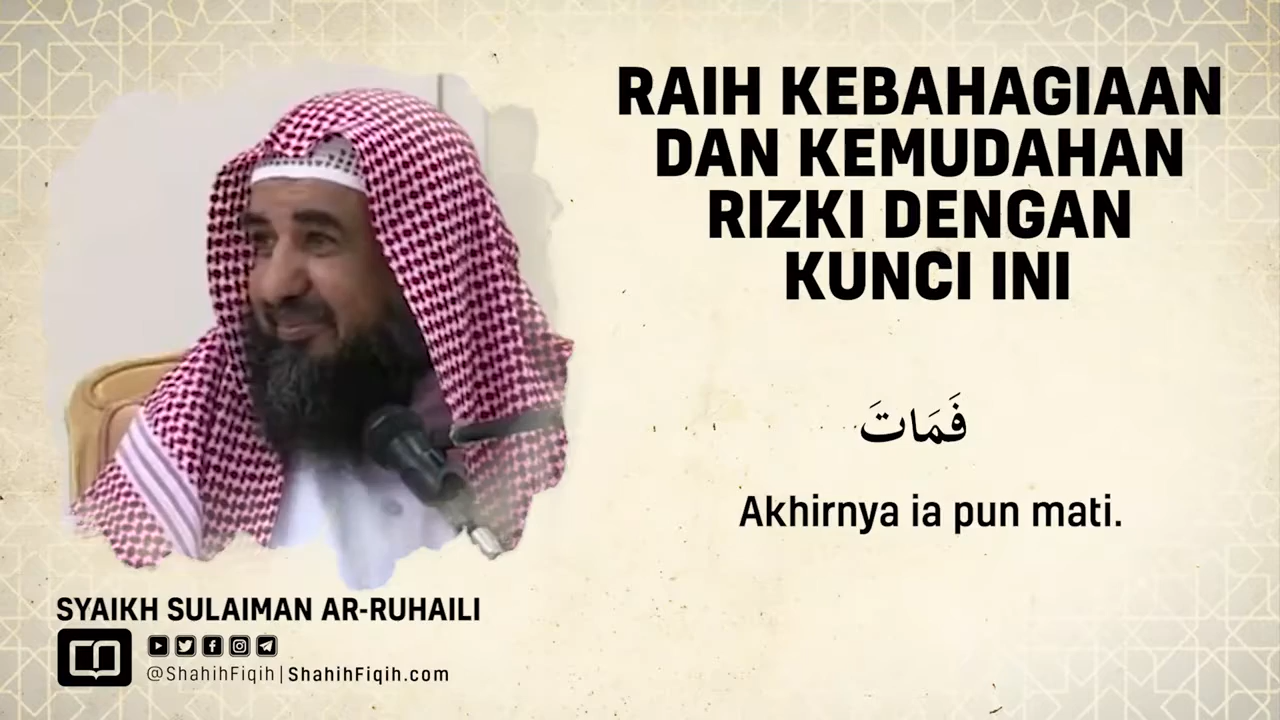 RAIH KEBAHAGIAAN
DAN KEMUDAHAN
RIZKI DENGAN
KUNCI INI
فَمَاتَ
Akhirnya ia pun mati.
SYAIKH SULAIMAN AR-RUHAILI
@ShahihFiqih | ShahihFiqih.com